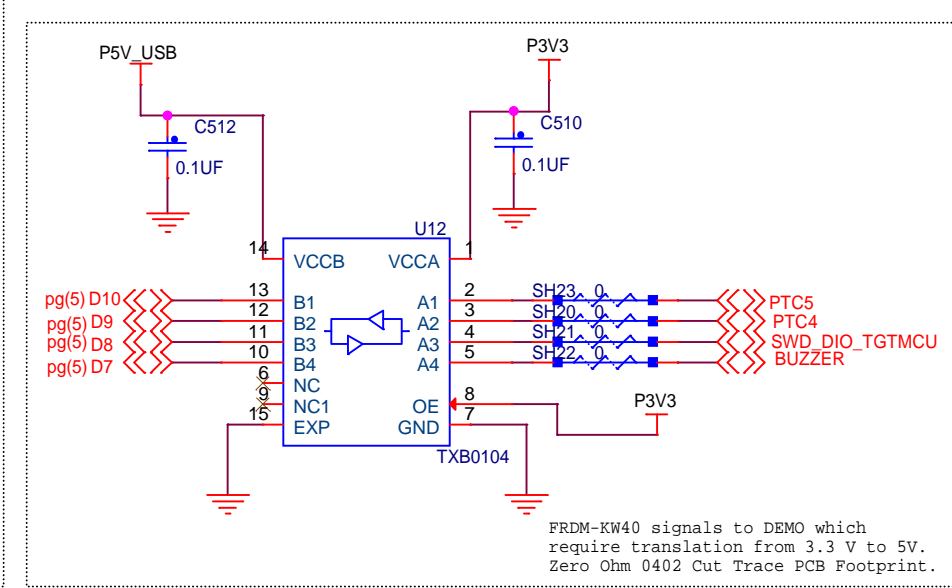 P5V_USB
P3V3
C512
C510
0.1UF
0.1UF
U12
14
VCCB
VCCA
1
pg(5) D10
13
B1
A1
2
SH23 0
PTC5
pg(5) D9
12
B2
A2
3
SH20 0
PTC4
pg(5) D8
11
B3
A3
4
SH21 0
SWD_DIO_TGTMCU
pg(5) D7
10
B4
A4
5
SH22 0
BUZZER
6
NC
9
NC1
OE
8
P3V3
15
EXP
GND
7
TXB0104
FRDM-KW40 signals to DEMO which
require translation from 3.3 V to 5V.
Zero Ohm 0402 Cut Trace PCB Footprint.